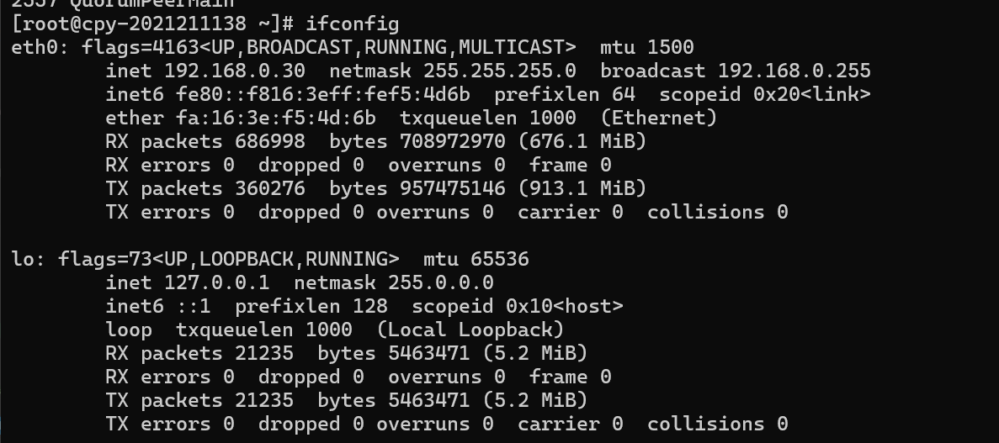 2557 QuorumPeerMain
[root@cpy-2021211138 ~]# ifconfig
eth0: flags=4163<UP,BROADCAST,RUNNING,MULTICAST>  mtu 1500
        inet 192.168.0.30  netmask 255.255.255.0  broadcast 192.168.0.255
        inet6 fe80::f816:3eff:fef5:4d6b  prefixlen 64  scopeid 0x20<link>
        ether fa:16:3e:f5:4d:6b  txqueuelen 1000  (Ethernet)
        RX packets 686998  bytes 708972970 (676.1 MiB)
        RX errors 0  dropped 0  overruns 0  frame 0
        TX packets 360276  bytes 957475146 (913.1 MiB)
        TX errors 0  dropped 0 overruns 0  carrier 0  collisions 0

lo: flags=73<UP,LOOPBACK,RUNNING>  mtu 65536
        inet 127.0.0.1  netmask 255.0.0.0
        inet6 ::1  prefixlen 128  scopeid 0x10<host>
        loop  txqueuelen 1000  (Local Loopback)
        RX packets 21235  bytes 5463471 (5.2 MiB)
        RX errors 0  dropped 0  overruns 0  frame 0
        TX packets 21235  bytes 5463471 (5.2 MiB)
        TX errors 0  dropped 0 overruns 0  carrier 0  collisions 0